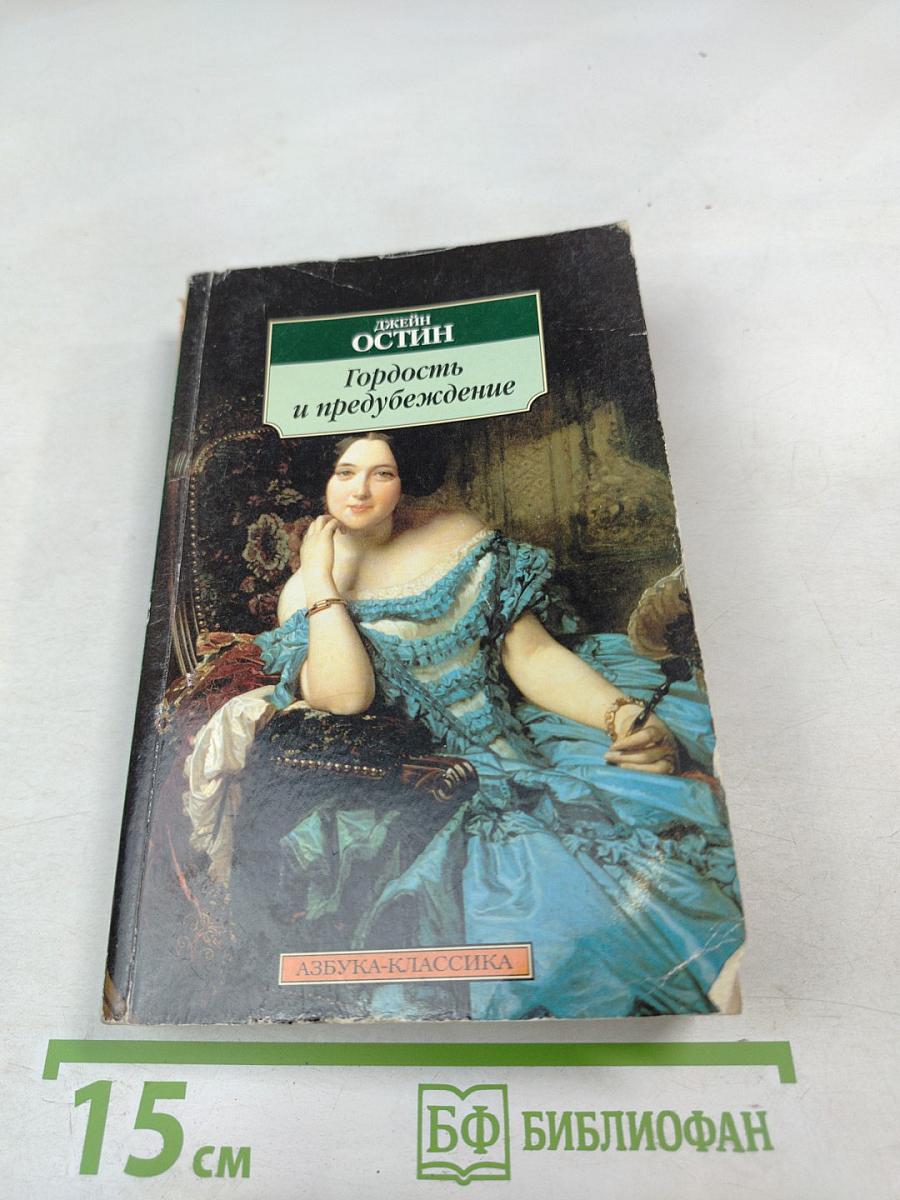 ДЖЕЙН
ОСТИН
Гордость
и предубеждение
АЗБУКА-КЛАССИКА
15 см
БФ БИБЛИОФАН